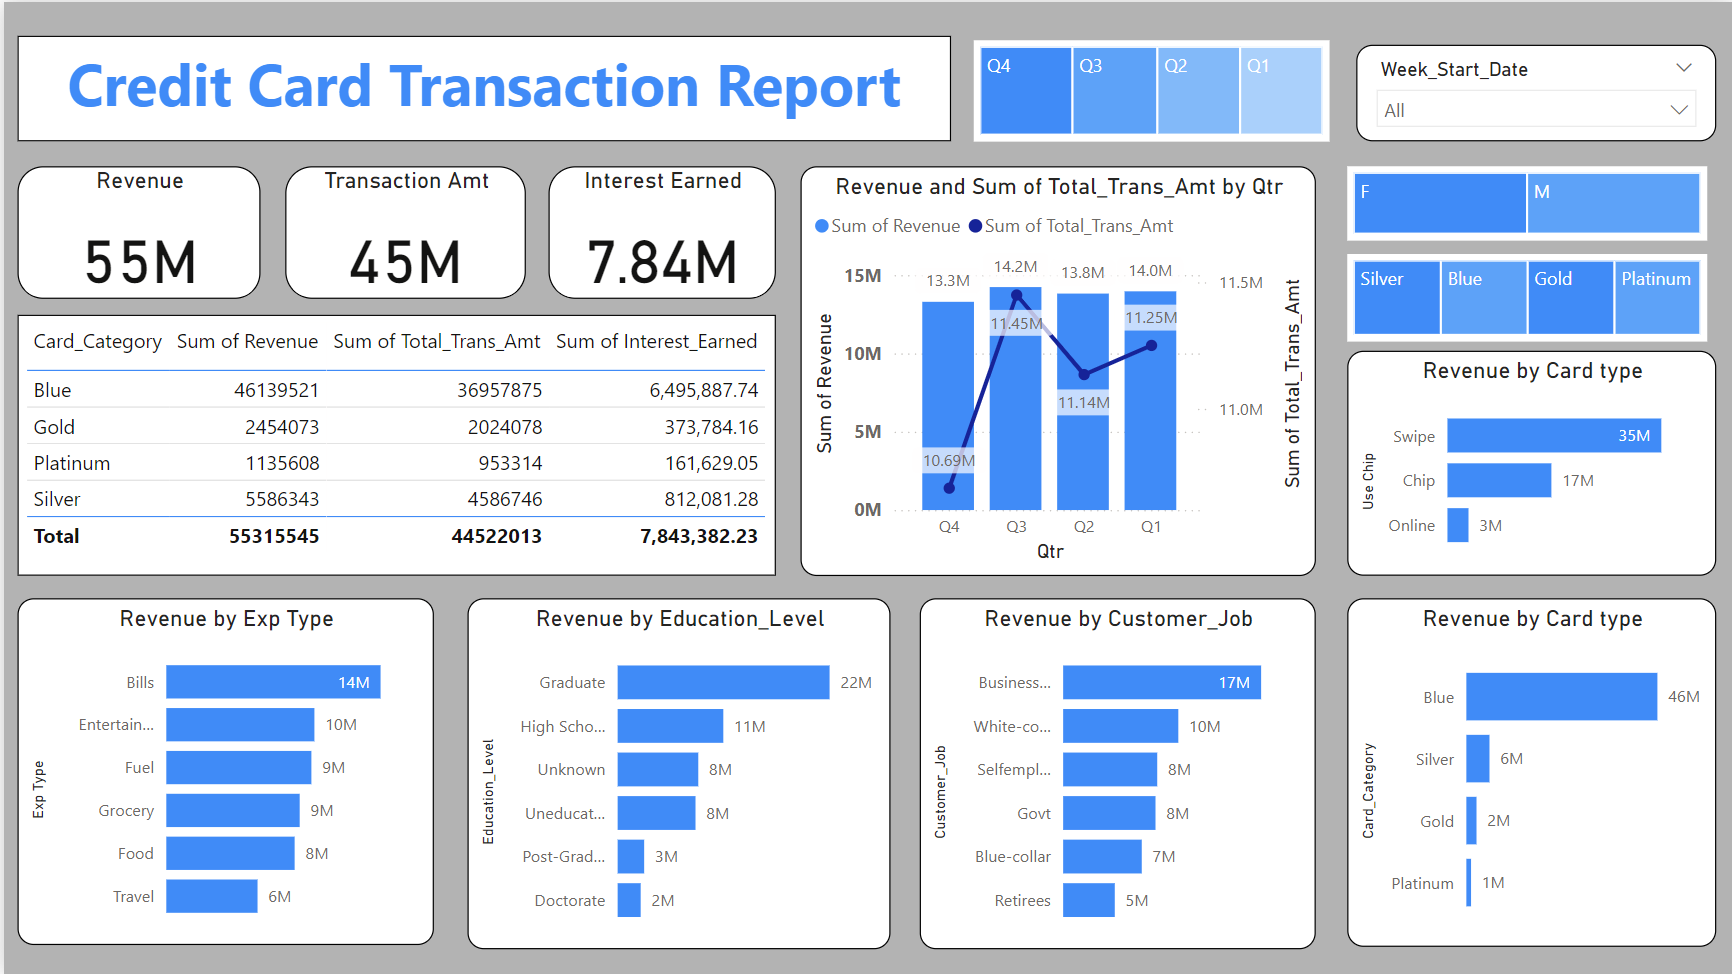 Credit Card Transaction Report
Q4 Q3 Q2 Q1
Week_Start_Date
All
Revenue
55M
Transaction Amt
45M
Interest Earned
7.84M
Card_Category Sum of Revenue Sum of Total_Trans_Amt Sum of Interest_Earned
Blue 46139521 36957875 6,495,887.74
Gold 2454073 2024078 373,784.16
Platinum 1135608 953314 161,629.05
Silver 5586343 4586746 812,081.28
Total 55315545 44522013 7,843,382.23
Revenue and Sum of Total_Trans_Amt by Qtr
Sum of Revenue Sum of Total_Trans_Amt
Sum of Revenue
15M
10M
5M
0M
13.3M 14.2M 13.8M 14.0M
10.69M 11.45M 11.14M 11.25M
11.5M
11.0M
Sum of Total_Trans_Amt
Q4 Q3 Q2 Q1
Qtr
F M
Silver Blue Gold Platinum
Revenue by Card type
Use Chip
Swipe 35M
Chip 17M
Online 3M
Revenue by Exp Type
Exp Type
Bills 14M
Entertain... 10M
Fuel 9M
Grocery 9M
Food 8M
Travel 6M
Revenue by Education_Level
Education_Level
Graduate 22M
High Scho... 11M
Unknown 8M
Uneducat... 8M
Post-Grad... 3M
Doctorate 2M
Revenue by Customer_Job
Customer_Job
Business... 17M
White-co... 10M
Selfempl... 8M
Govt 8M
Blue-collar 7M
Retirees 5M
Revenue by Card type
Card_Category
Blue 46M
Silver 6M
Gold 2M
Platinum 1M